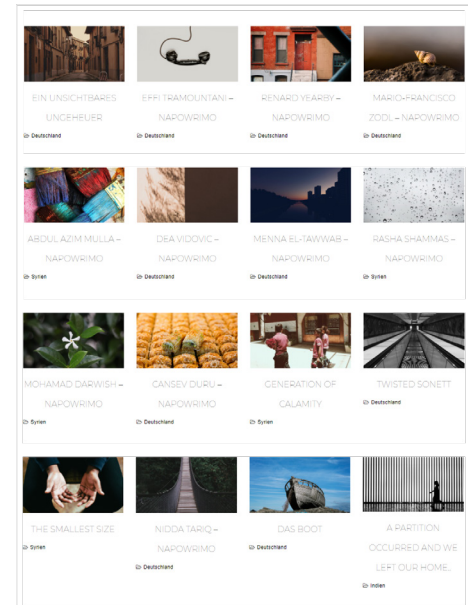 EIN UNSICHTBARES
UNGEHEUER
Deutschland
EFFI TRAMOUNTANI –
NAPOWRIMO
Deutschland
RENARD YEARBY –
NAPOWRIMO
Deutschland
MARIO-FRANCISCO
ZODL – NAPOWRIMO
Deutschland
ABDUL AZIM MULLA –
NAPOWRIMO
Syrien
DEA VIDOVIC –
NAPOWRIMO
Deutschland
MENNA EL-TAWWAB –
NAPOWRIMO
Deutschland
RASHA SHAMMAS –
NAPOWRIMO
Syrien
MOHAMAD DARWISH –
NAPOWRIMO
Syrien
CANSEV DURU –
NAPOWRIMO
Deutschland
GENERATION OF
CALAMITY
Syrien
TWISTED SONETT
Deutschland
THE SMALLEST SIZE
Syrien
NIDDA TARIQ –
NAPOWRIMO
Deutschland
DAS BOOT
Deutschland
A PARTITION
OCCURRED AND WE
LEFT OUR HOME,
Indien